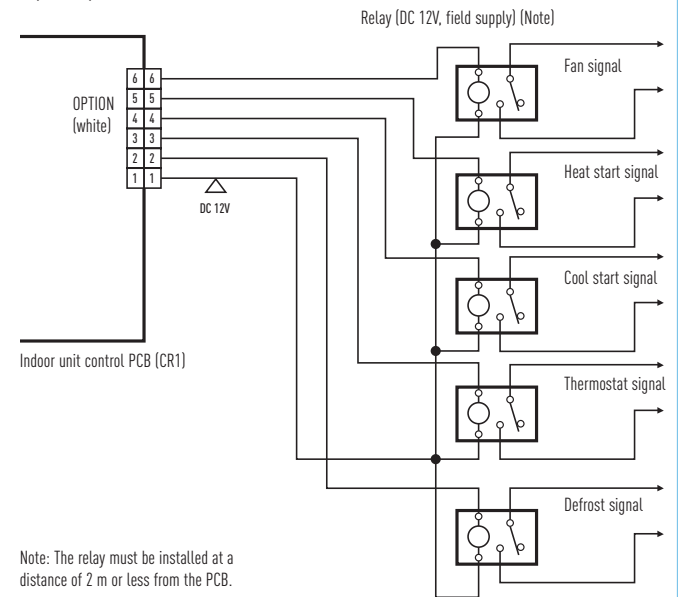 Relay (DC 12V, field supply) (Note)
Fan signal
OPTION
(white)
6 6
5 5
4 4
3 3
2 2
1 1
DC 12V
Heat start signal
Cool start signal
Indoor unit control PCB (CR1)
Thermostat signal
Defrost signal
Note: The relay must be installed at a
distance of 2 m or less from the PCB.